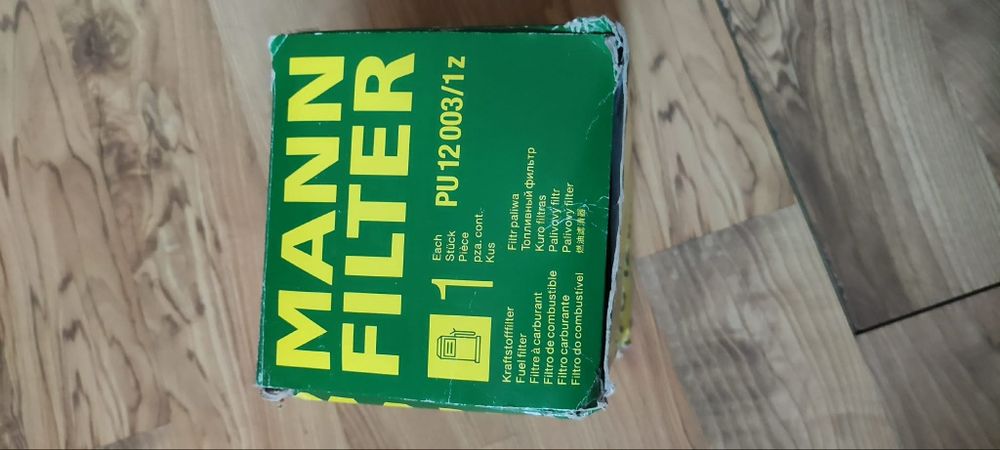 MANN
FILTER
1
Each
Stück
Pièce
pza. cont.
Kus
PU 12 003/1 z
Kraftstofffilter
Fuel filter
Filtre à carburant
Filtro de combustible
Filtro carburante
Filtro do combustível
Filtr paliwa
Топливный фильтр
Kuro filtras
Palivový filtr
Palivový filter
燃油滤清器